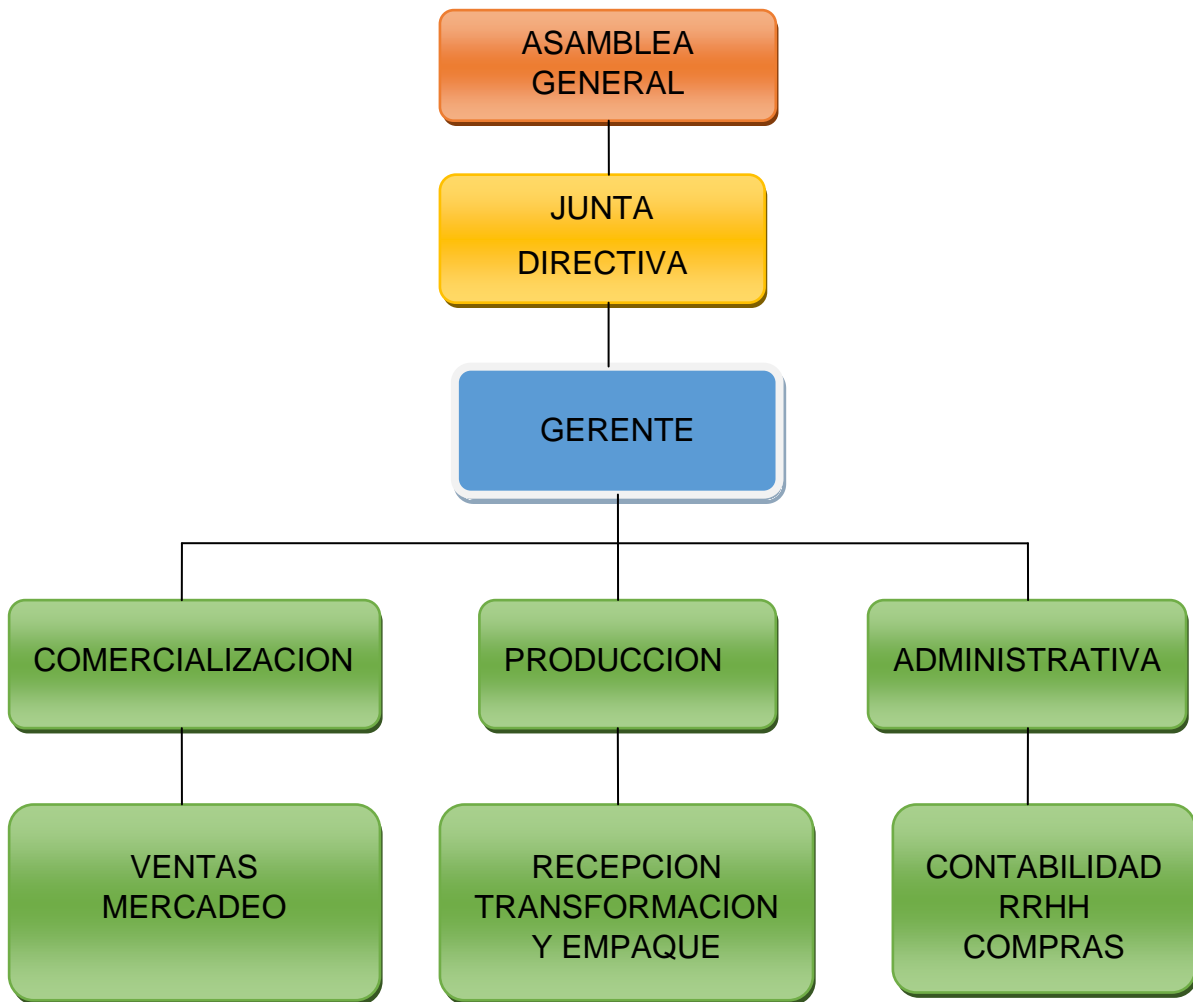 ASAMBLEA
GENERAL
JUNTA
DIRECTIVA
GERENTE
COMERCIALIZACION
PRODUCCION
ADMINISTRATIVA
VENTAS
MERCADEO
RECEPCION
TRANSFORMACION
Y EMPAQUE
CONTABILIDAD
RRHH
COMPRAS